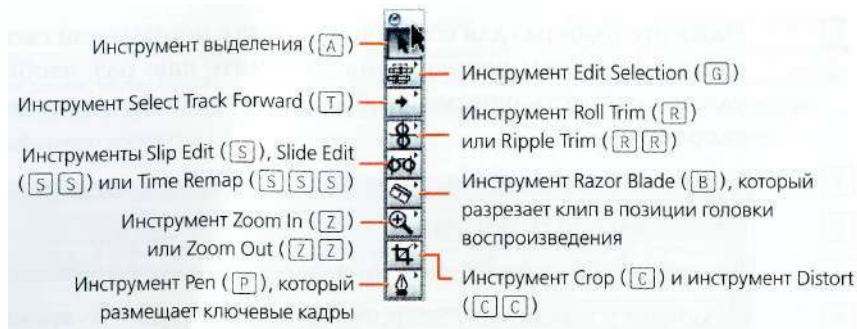 Инструмент выделения ([A])
Инструмент Edit Selection ([G])
Инструмент Select Track Forward ([T])
Инструмент Roll Trim ([R])
или Ripple Trim ([R][R])
Инструменты Slip Edit ([S]), Slide Edit
([S][S]) или Time Remap ([S][S][S])
Инструмент Razor Blade ([B]), который
разрезает клип в позиции головки
воспроизведения
Инструмент Zoom In ([Z])
или Zoom Out ([Z][Z])
Инструмент Pen ([P]), который
размещает ключевые кадры
Инструмент Crop ([C]) и инструмент Distort
([C][C])